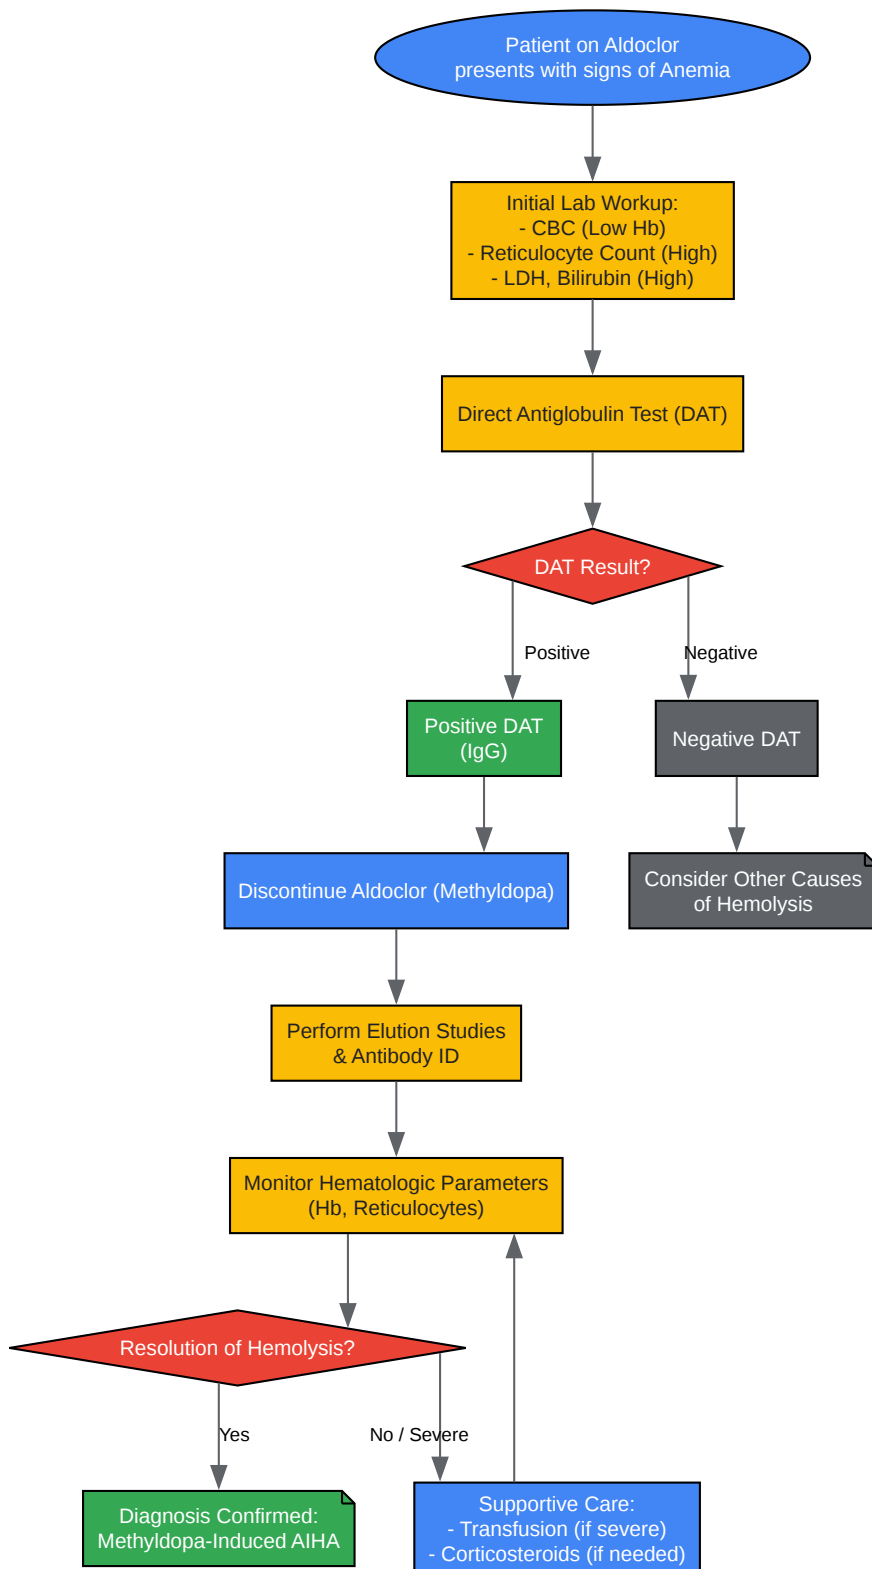 Patient on Aldoclor
presents with signs of Anemia
Initial Lab Workup:
- CBC (Low Hb)
- Reticulocyte Count (High)
- LDH, Bilirubin (High)
Direct Antiglobulin Test (DAT)
DAT Result?
Positive
Negative
Positive DAT
(IgG)
Negative DAT
Discontinue Aldoclor (Methyldopa)
Consider Other Causes
of Hemolysis
Perform Elution Studies
& Antibody ID
Monitor Hematologic Parameters
(Hb, Reticulocytes)
Resolution of Hemolysis?
Yes
No / Severe
Diagnosis Confirmed:
Methyldopa-Induced AIHA
Supportive Care:
- Transfusion (if severe)
- Corticosteroids (if needed)